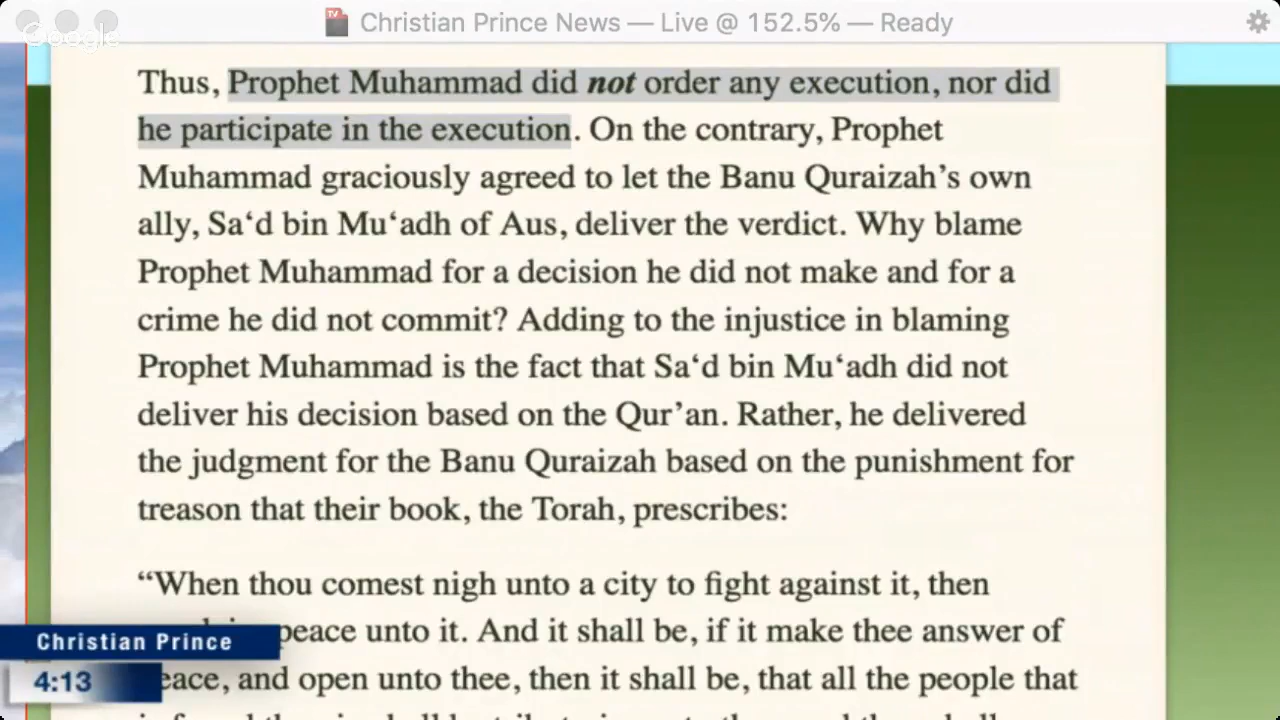 Google
TV
Christian Prince News — Live @ 152.5% — Ready
Thus, Prophet Muhammad did not order any execution, nor did
he participate in the execution. On the contrary, Prophet
Muhammad graciously agreed to let the Banu Quraizah’s own
ally, Sa‘d bin Mu‘adh of Aus, deliver the verdict. Why blame
Prophet Muhammad for a decision he did not make and for a
crime he did not commit? Adding to the injustice in blaming
Prophet Muhammad is the fact that Sa‘d bin Mu‘adh did not
deliver his decision based on the Qur’an. Rather, he delivered
the judgment for the Banu Quraizah based on the punishment for
treason that their book, the Torah, prescribes:
“When thou comest nigh unto a city to fight against it, then
peace unto it. And it shall be, if it make thee answer of
Christian Prince
and open unto thee, then it shall be, that all the people that
4:13